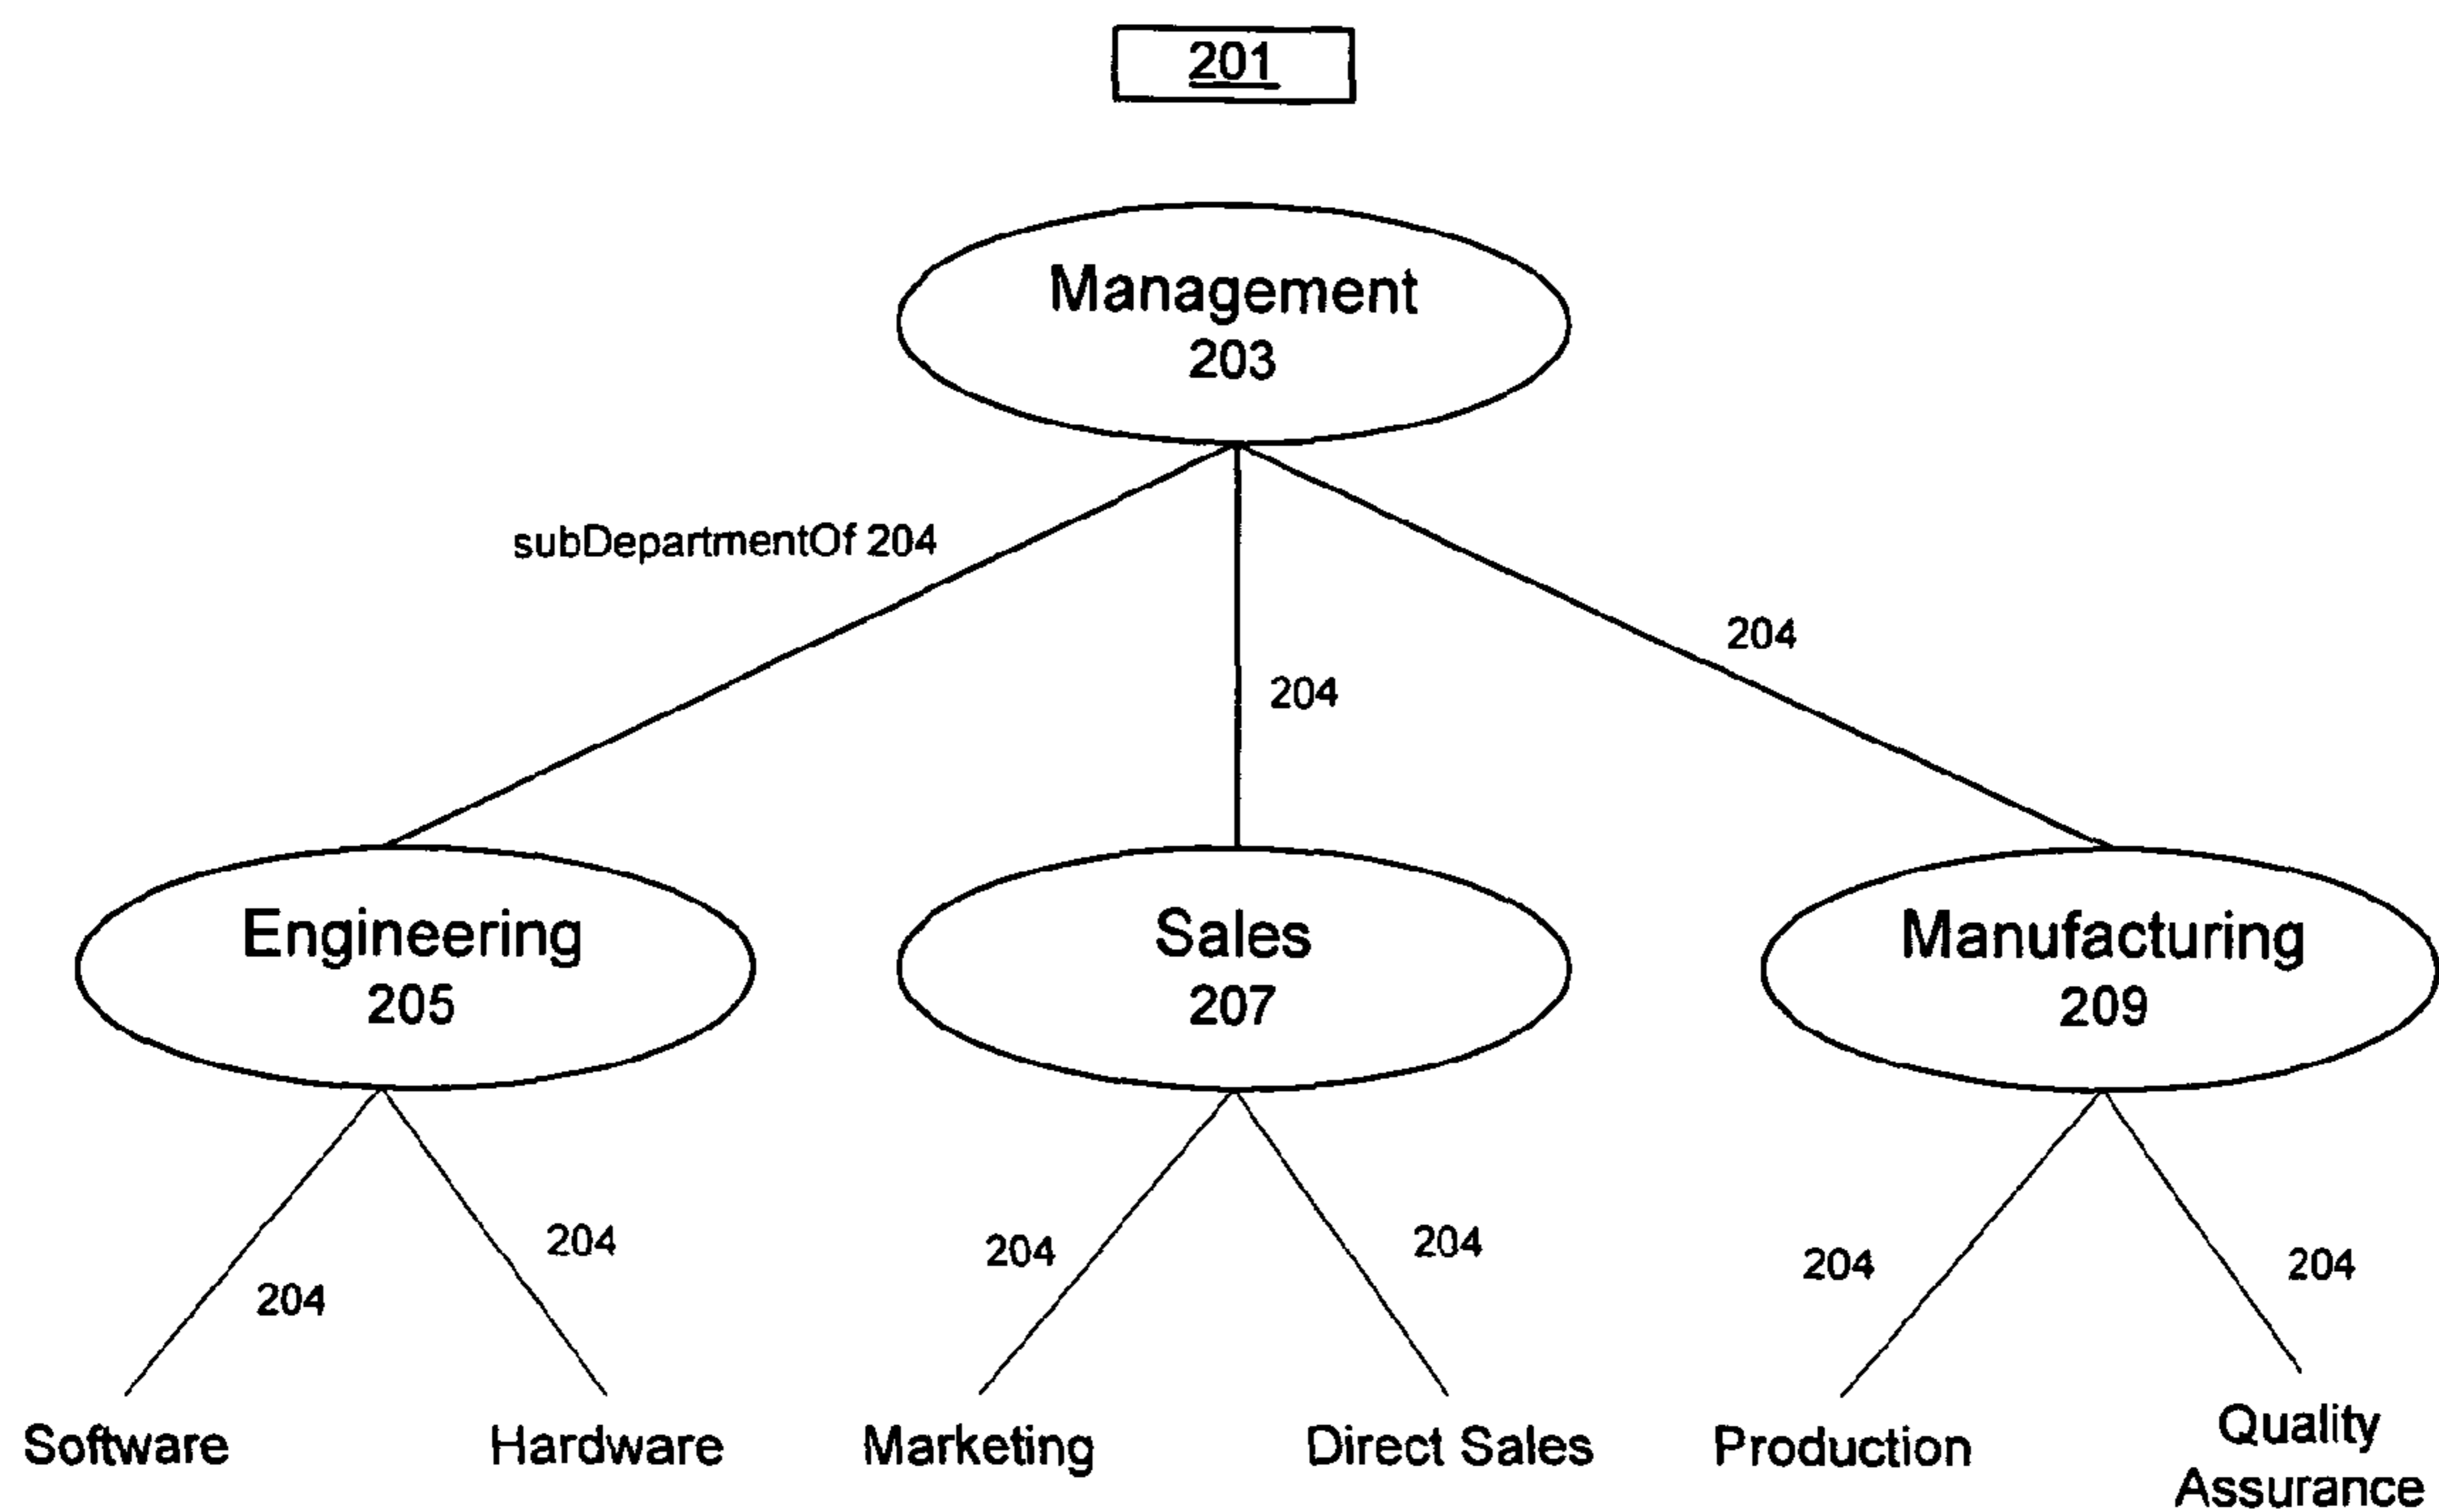 201
Management
203
subDepartmentOf 204
204
204
Engineering
205
Sales
207
Manufacturing
209
204
204
204
204
204
204
Software
Hardware
Marketing
Direct Sales
Production
Quality
Assurance